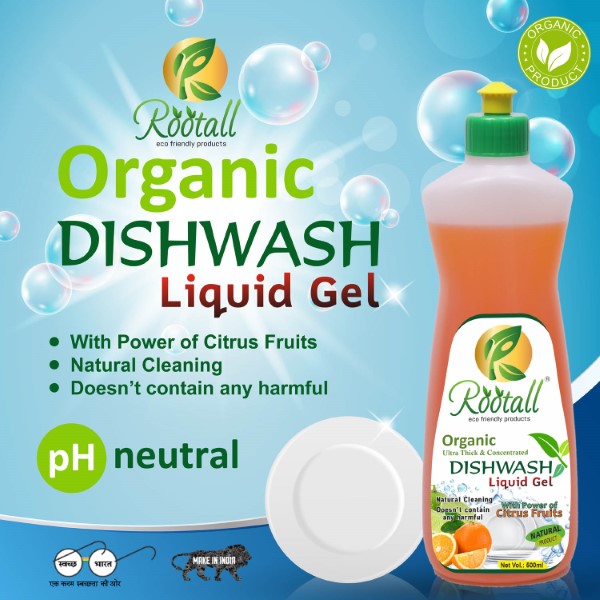 ORGANIC
PRODUCT
Rootall
eco friendly products
Organic
DISHWASH
Liquid Gel
With Power of Citrus Fruits
Natural Cleaning
Doesn't contain any harmful
pH neutral
स्वच्छ भारत
एक कदम स्वच्छता की ओर
MAKE IN INDIA
Rootall®
eco friendly products
Organic
Ultra Thick & Concentrated
DISHWASH
Liquid Gel
Natural Cleaning
Doesn't contain
any harmful
With Power of
Citrus Fruits
NATURAL
PRODUCT
Net Vol.: 500ml